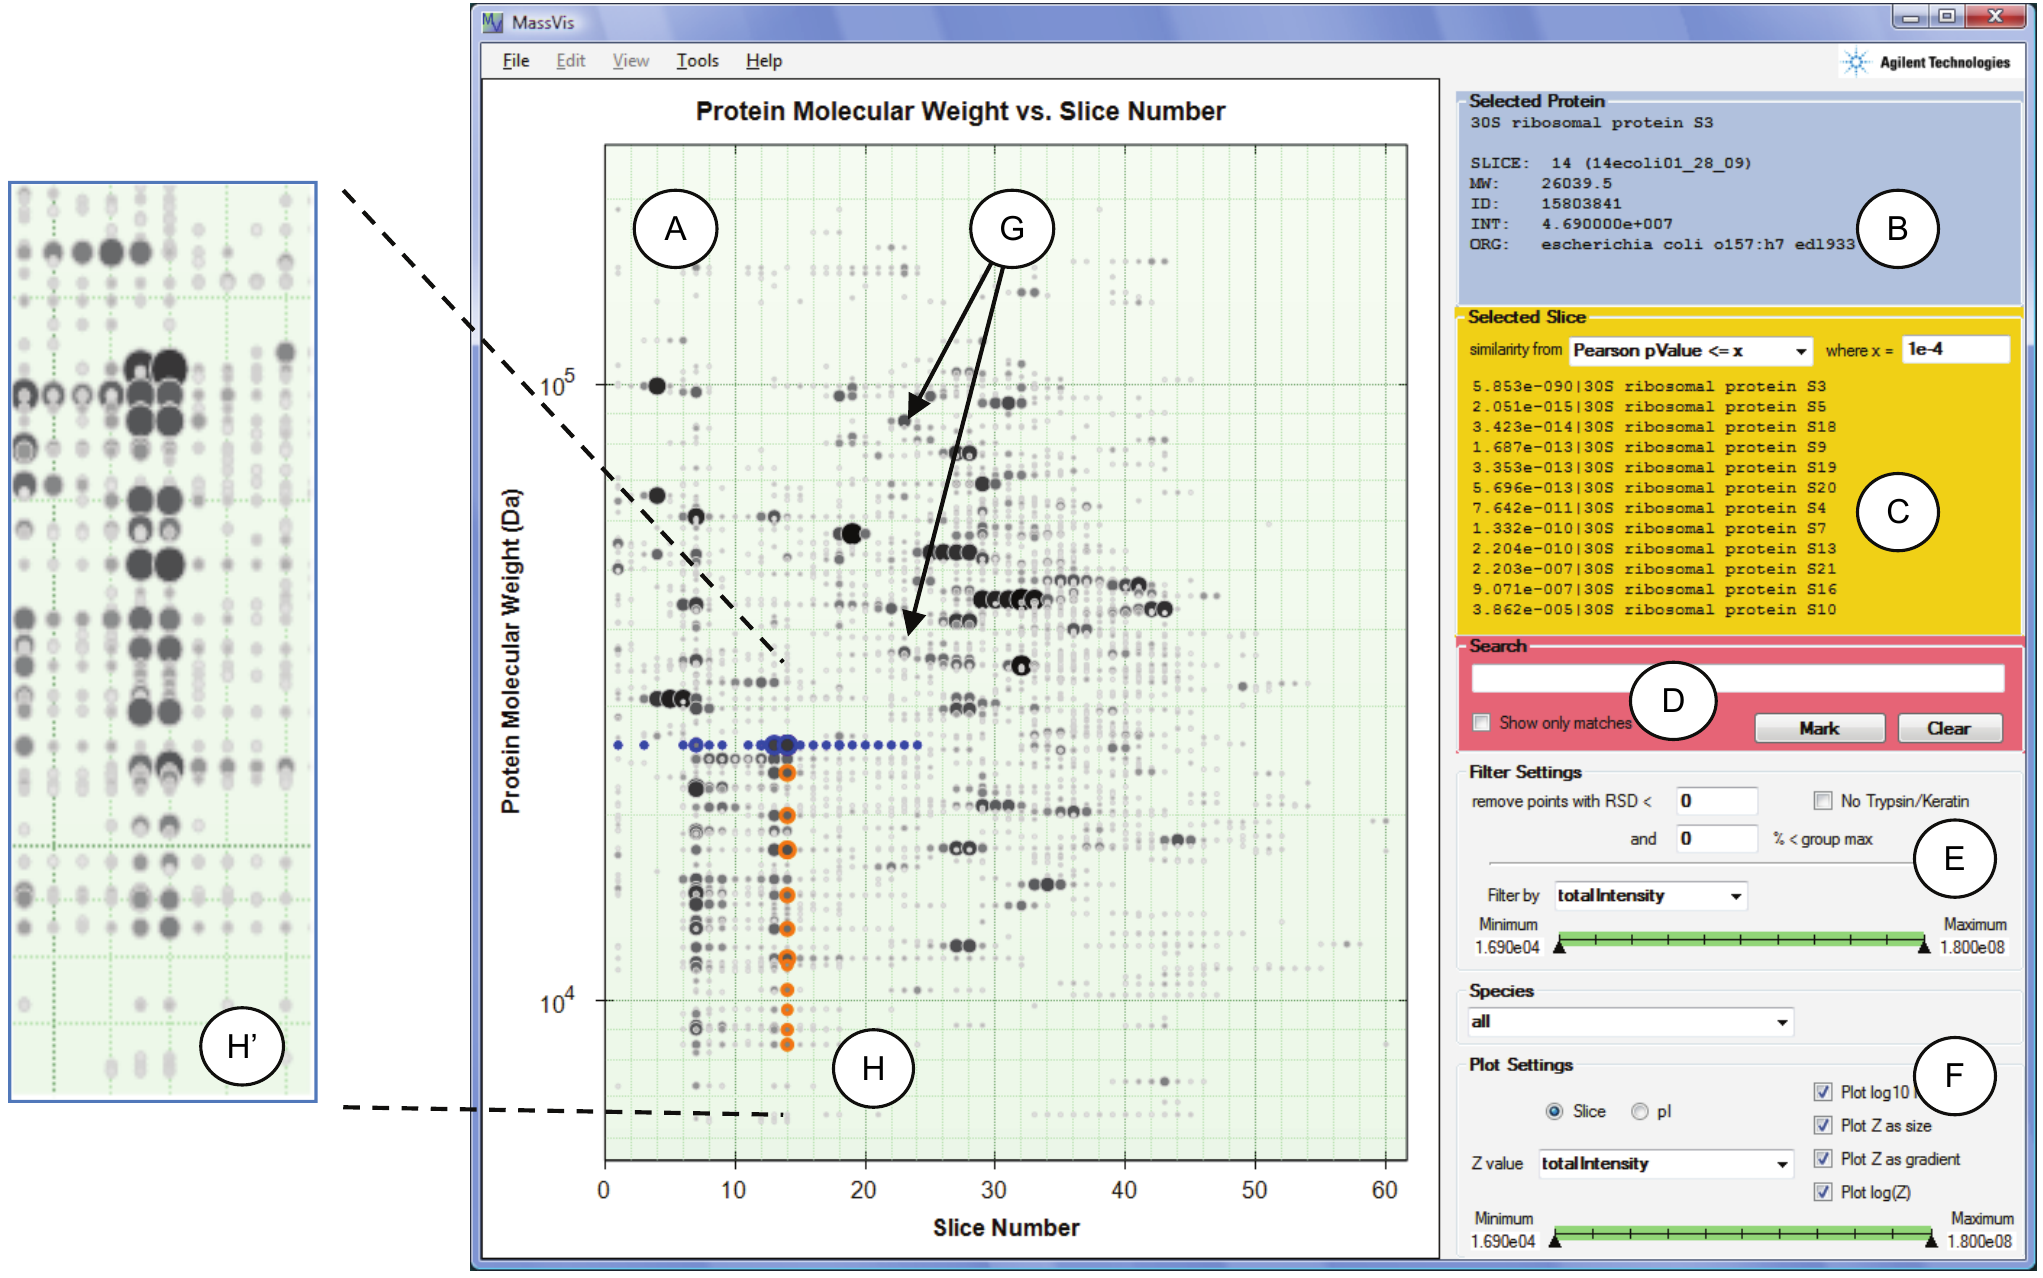 MassVis
File Edit View Tools Help
Agilent Technologies
Protein Molecular Weight vs. Slice Number
A
G
H
H'
Protein Molecular Weight (Da)
10^5
10^4
0 10 20 30 40 50 60
Slice Number
Selected Protein
30S ribosomal protein S3
SLICE: 14 (14ecoli01_28_09)
MW: 26039.5
ID: 15803841
INT: 4.690000e+007
ORG: escherichia coli o157:h7 edl933
B
Selected Slice
similarirty from Pearson pValue <= x where x = 1e-4
5.853e-090|30S ribosomal protein S3
2.051e-015|30S ribosomal protein S5
3.423e-014|30S ribosomal protein S18
1.687e-013|30S ribosomal protein S9
3.353e-013|30S ribosomal protein S19
5.696e-013|30S ribosomal protein S20
7.642e-011|30S ribosomal protein S4
1.332e-010|30S ribosomal protein S7
2.204e-010|30S ribosomal protein S13
2.203e-007|30S ribosomal protein S21
9.071e-007|30S ribosomal protein S16
3.862e-005|30S ribosomal protein S10
C
Search
D
Show only matches Mark Clear
Filter Settings
remove points with RSD < 0 No Trypsin/Keratin
and 0 % < group max
E
Filter by totalIntensity
Minimum Maximum
1.690e04 1.800e08
Species
all
Plot Settings
F
Plot log10
Slice pI
Plot Z as size
Z value totalIntensity Plot Z as gradient
Plot log(Z)
Minimum Maximum
1.690e04 1.800e08